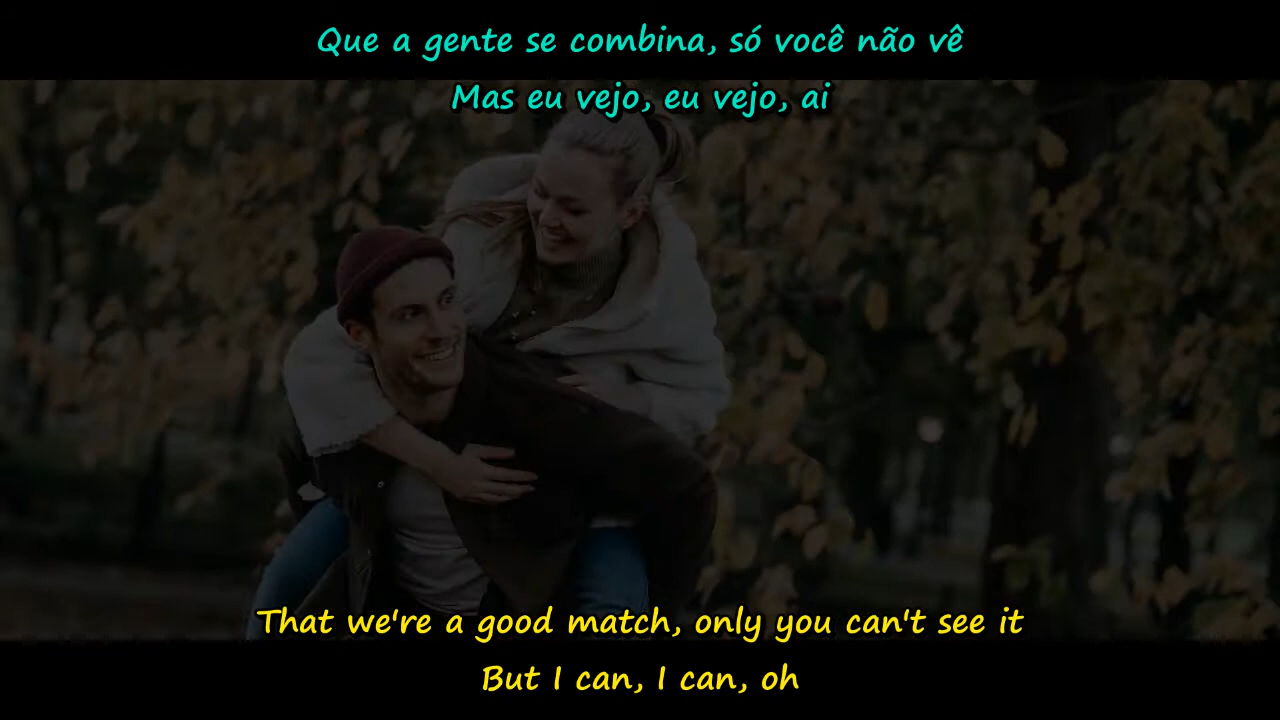 Que a gente se combina, só você não vê
Mas eu vejo, eu vejo, ai
That we're a good match, only you can't see it
But I can, I can, oh